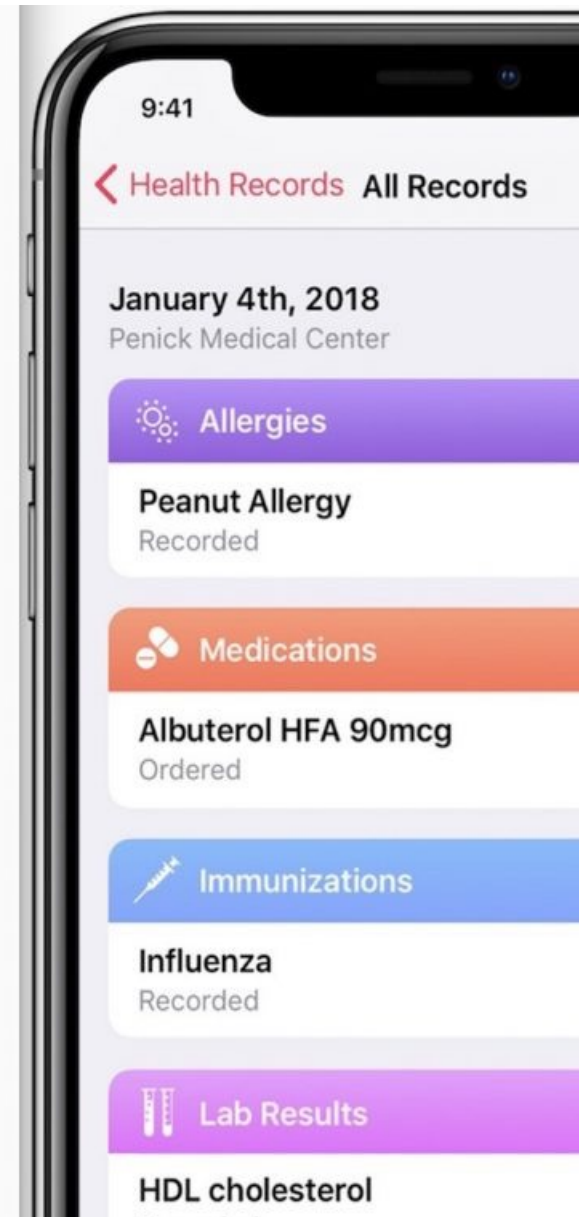 9:41
Health Records All Records
January 4th, 2018
Penick Medical Center
Allergies
Peanut Allergy
Recorded
Medications
Albuterol HFA 90mcg
Ordered
Immunizations
Influenza
Recorded
Lab Results
HDL cholesterol